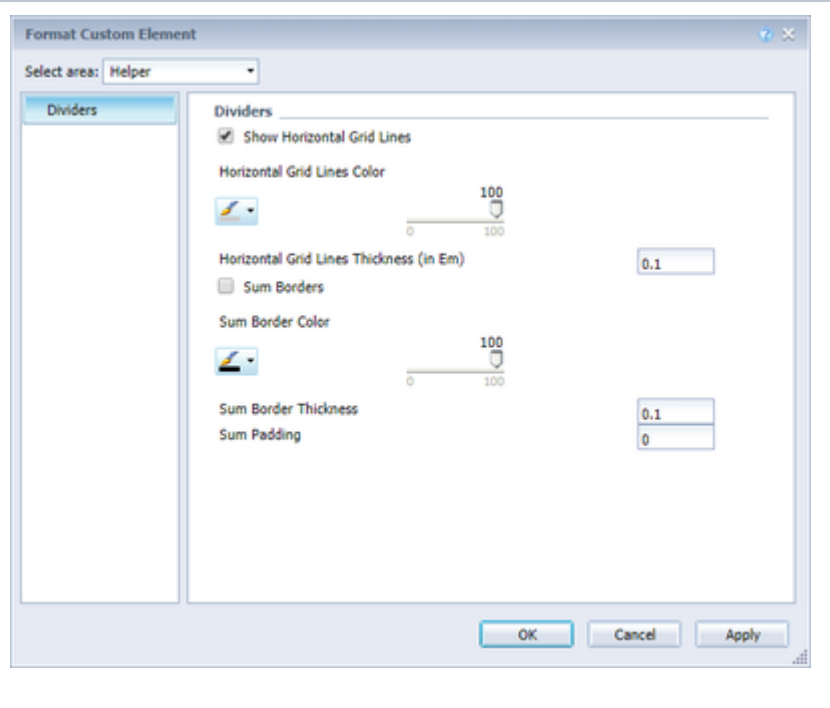 Format Custom Element
Select area: Helper
Dividers
Dividers
Show Horizontal Grid Lines
Horizontal Grid Lines Color
100
0 100
Horizontal Grid Lines Thickness (in Em) 0.1
Sum Borders
Sum Border Color
100
0 100
Sum Border Thickness 0.1
Sum Padding 0
OK Cancel Apply